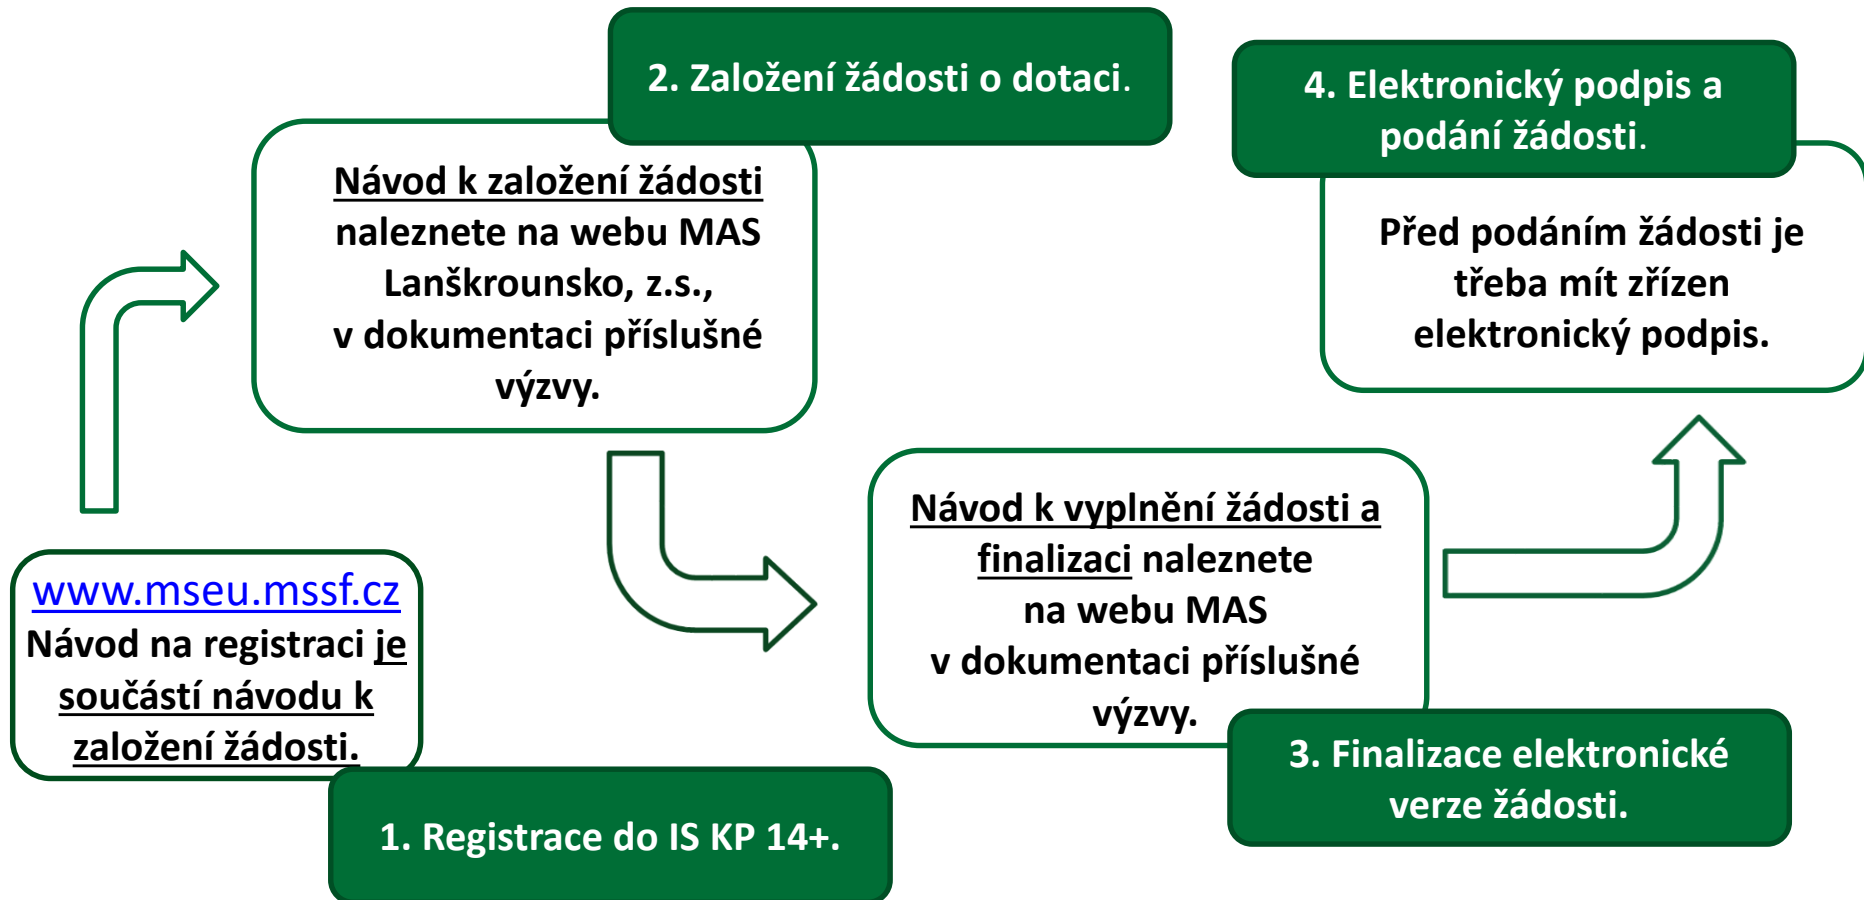 www.mseu.mssf.cz
Návod na registraci je
součástí návodu k
založení žádosti.
1. Registrace do IS KP 14+.
2. Založení žádosti o dotaci.
Návod k založení žádosti
naleznete na webu MAS
Lanškrounsko, z.s.,
v dokumentaci příslušné
výzvy.
Návod k vyplnění žádosti a
finalizaci naleznete
na webu MAS
v dokumentaci příslušné
výzvy.
3. Finalizace elektronické
verze žádosti.
4. Elektronický podpis a
podání žádosti.
Před podáním žádosti je
třeba mít zřízen
elektronický podpis.